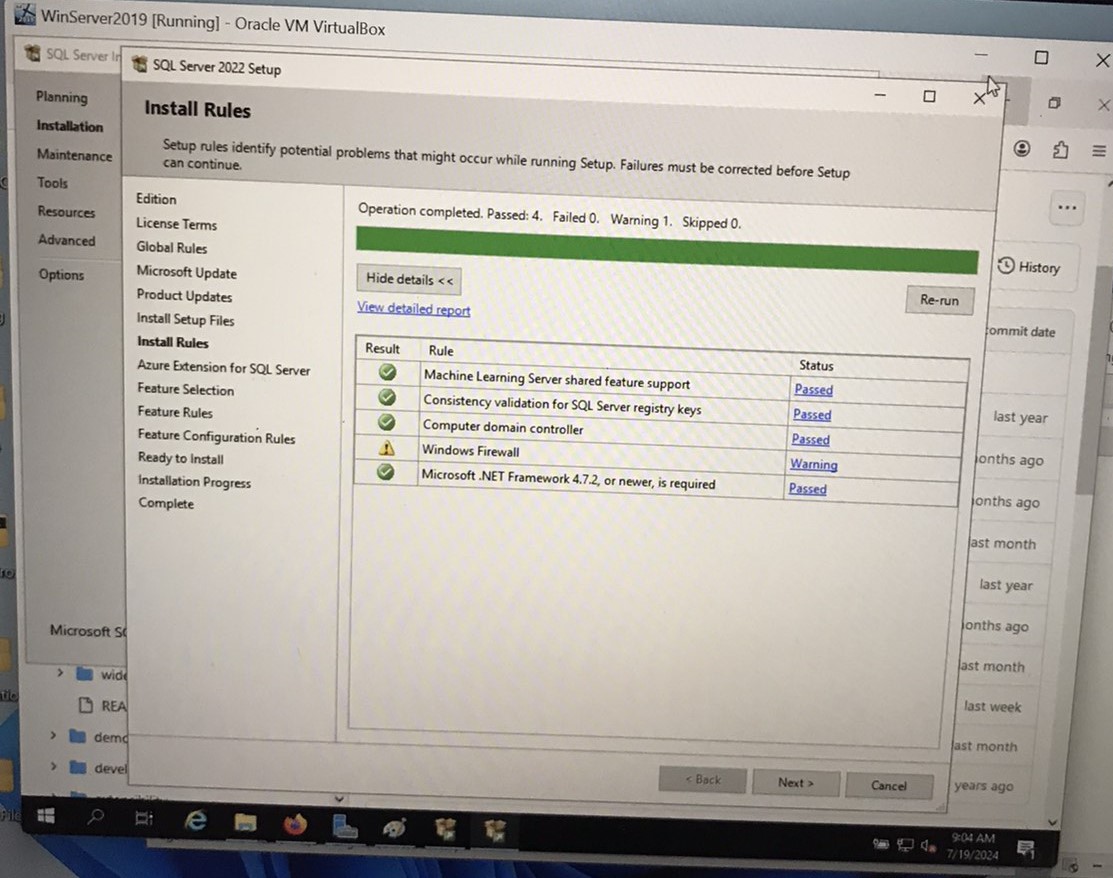 WinServer2019 [Running] - Oracle VM VirtualBox
SQL Server In
SQL Server 2022 Setup
Planning
Installation
Maintenance
Tools
Resources
Advanced
Options
Microsoft SQ
Install Rules
Setup rules identify potential problems that might occur while running Setup. Failures must be corrected before Setup
can continue.
Edition
License Terms
Global Rules
Microsoft Update
Product Updates
Install Setup Files
Install Rules
Azure Extension for SQL Server
Feature Selection
Feature Rules
Feature Configuration Rules
Ready to Install
Installation Progress
Complete
Operation completed. Passed: 4. Failed 0. Warning 1. Skipped 0.
Hide details <<
Re-run
View detailed report
Result Rule Status
Machine Learning Server shared feature support Passed
Consistency validation for SQL Server registry keys Passed
Computer domain controller Passed
Windows Firewall Warning
Microsoft .NET Framework 4.7.2, or newer, is required Passed
< Back Next > Cancel
History
ommit date
last year
onths ago
onths ago
ast month
last year
onths ago
ast month
last week
ast month
years ago
wide
REA
demo
devel
9:04 AM
7/19/2024